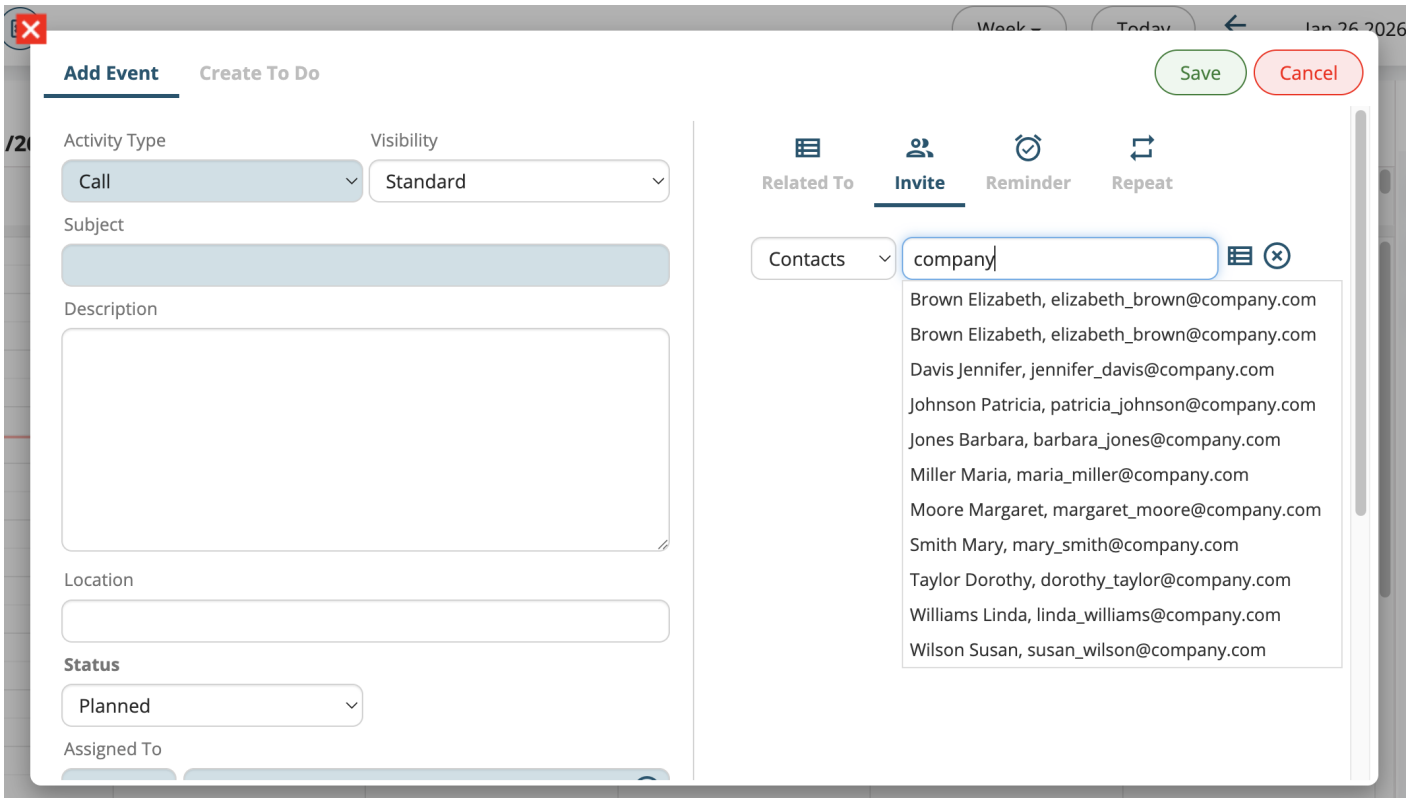 Week
Today
Jan 26 2026
Add Event
Create To Do
Save
Cancel
/20
Activity Type
Visibility
Call
Standard
Subject
Description
Location
Status
Planned
Assigned To
Related To
Invite
Reminder
Repeat
Contacts
company
Brown Elizabeth, elizabeth_brown@company.com
Brown Elizabeth, elizabeth_brown@company.com
Davis Jennifer, jennifer_davis@company.com
Johnson Patricia, patricia_johnson@company.com
Jones Barbara, barbara_jones@company.com
Miller Maria, maria_miller@company.com
Moore Margaret, margaret_moore@company.com
Smith Mary, mary_smith@company.com
Taylor Dorothy, dorothy_taylor@company.com
Williams Linda, linda_williams@company.com
Wilson Susan, susan_wilson@company.com